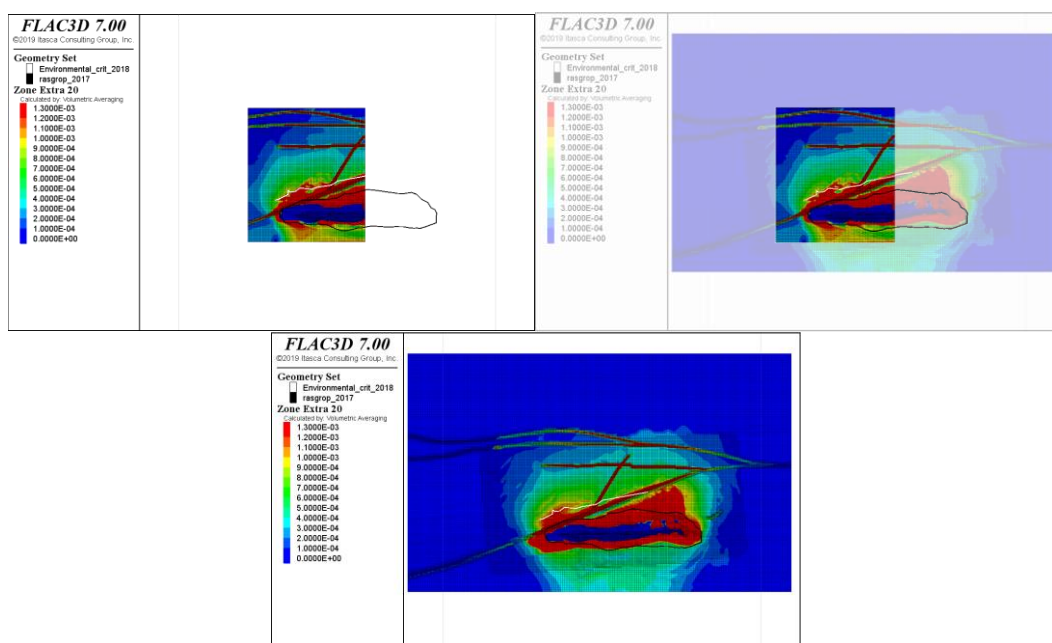 FLAC3D 7.00
©2019 Itasca Consulting Group, Inc.
Geometry Set
Environmental_crit_2018
rasgrop_2017
Zone Extra 20
Calculated by: Volumetric Averaging
1.3000E-03
1.2000E-03
1.1000E-03
1.0000E-03
9.0000E-04
8.0000E-04
7.0000E-04
6.0000E-04
5.0000E-04
4.0000E-04
3.0000E-04
2.0000E-04
1.0000E-04
0.0000E+00
FLAC3D 7.00
©2019 Itasca Consulting Group, Inc.
Geometry Set
Environmental_crit_2018
rasgrop_2017
Zone Extra 20
Calculated by: Volumetric Averaging
1.3000E-03
1.2000E-03
1.1000E-03
1.0000E-03
9.0000E-04
8.0000E-04
7.0000E-04
6.0000E-04
5.0000E-04
4.0000E-04
3.0000E-04
2.0000E-04
1.0000E-04
0.0000E+00
FLAC3D 7.00
©2019 Itasca Consulting Group, Inc.
Geometry Set
Environmental_crit_2018
rasgrop_2017
Zone Extra 20
Calculated by: Volumetric Averaging
1.3000E-03
1.2000E-03
1.1000E-03
1.0000E-03
9.0000E-04
8.0000E-04
7.0000E-04
6.0000E-04
5.0000E-04
4.0000E-04
3.0000E-04
2.0000E-04
1.0000E-04
0.0000E+00